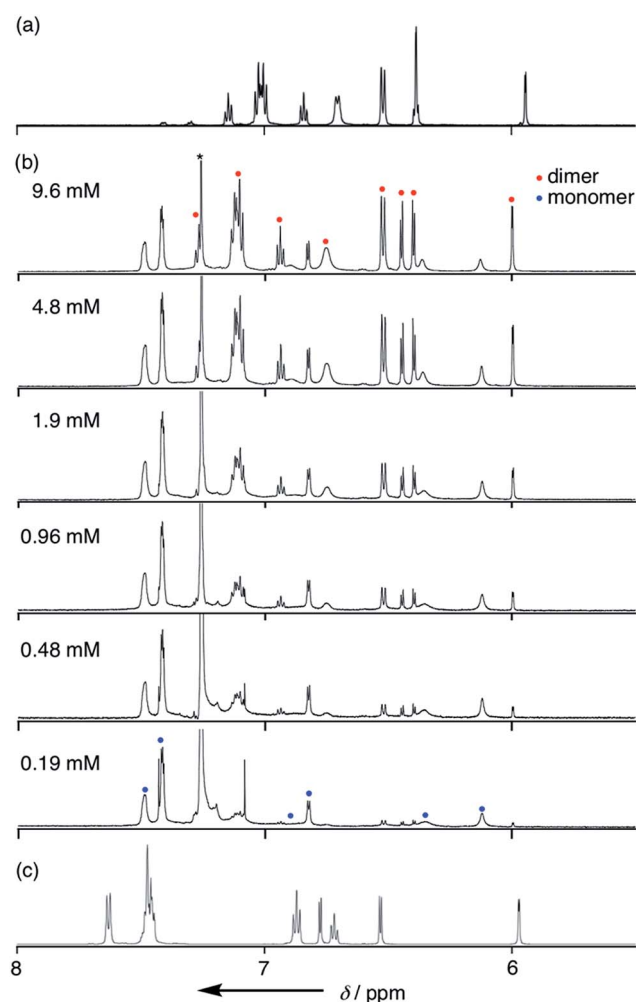 (a)
(b)
*
9.6 mM
dimer
monomer
4.8 mM
1.9 mM
0.96 mM
0.48 mM
0.19 mM
(c)
8 7 6
δ / ppm